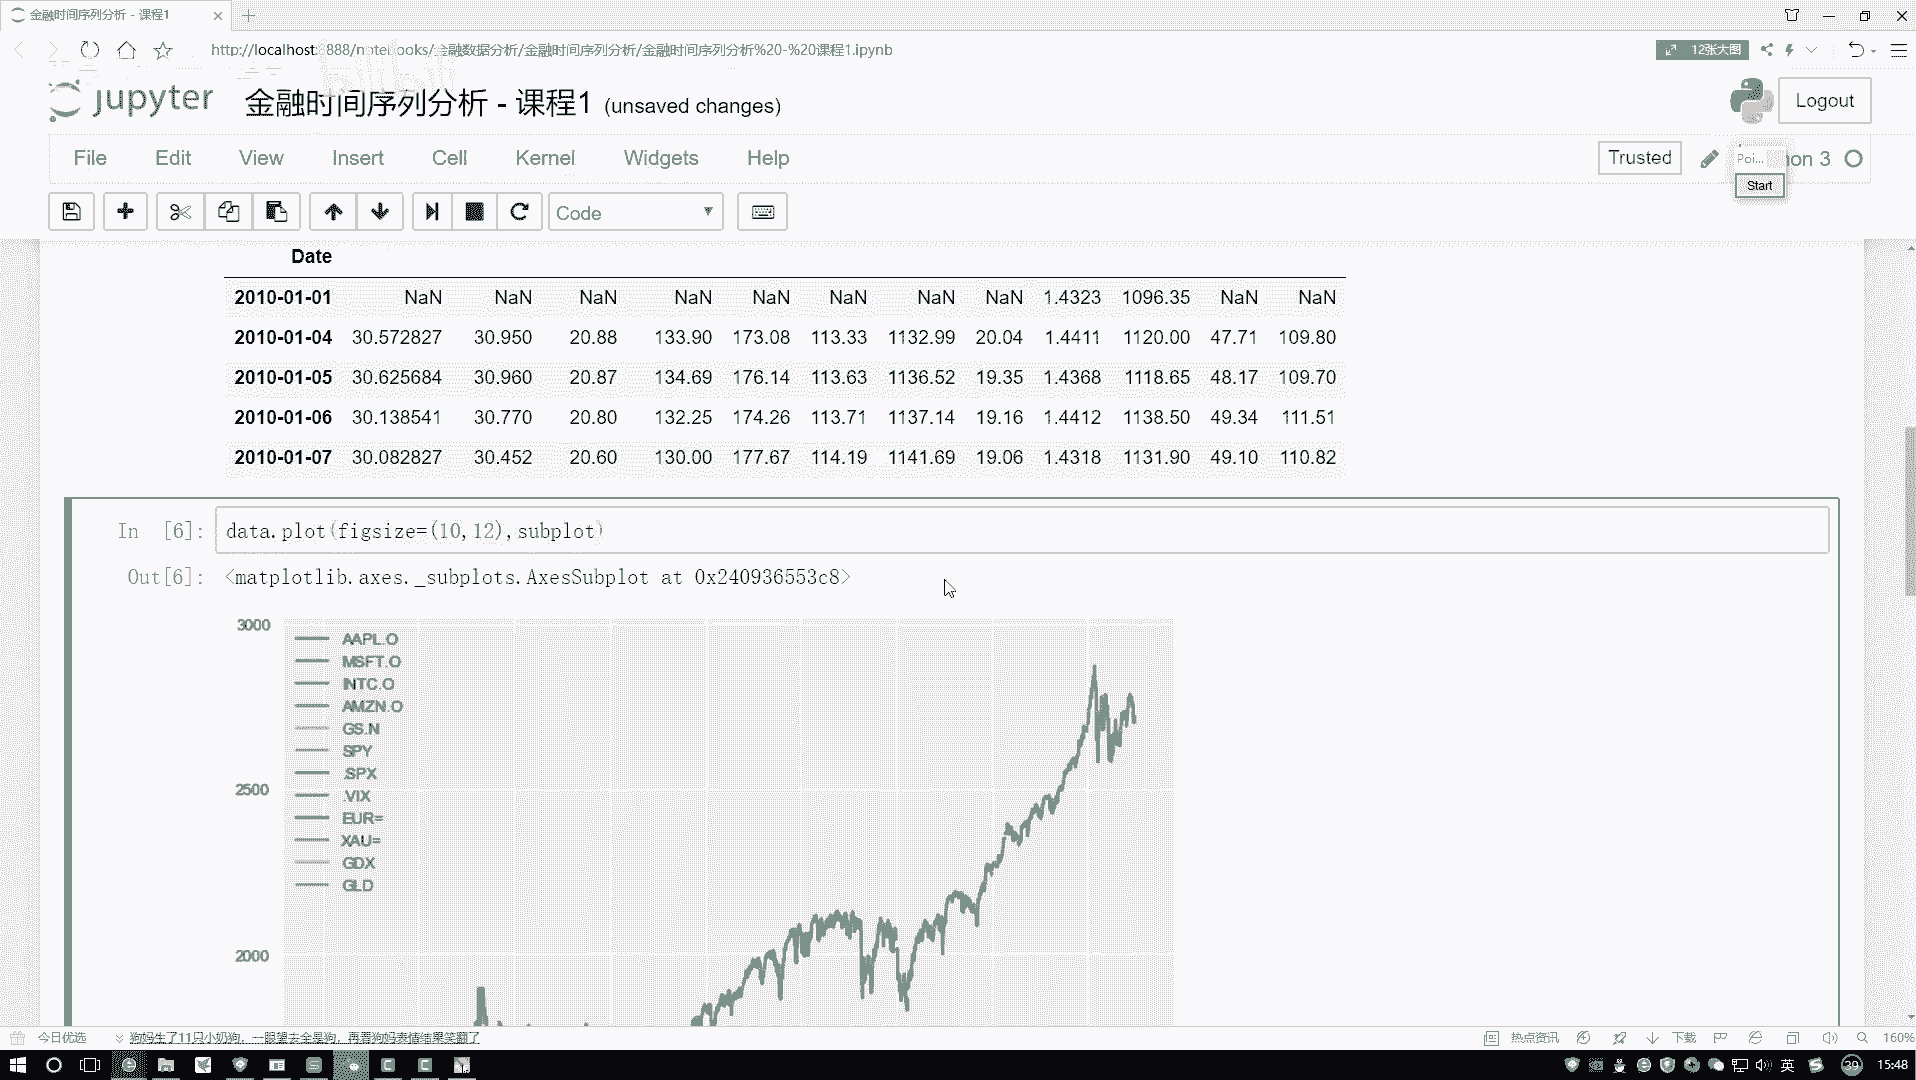 金融时间序列分析 - 课程1
http://localhost:8888/notebooks/金融数据分析/金融时间序列分析/金融时间序列分析%20-%20课程1.ipynb
12张大图
jupyter 金融时间序列分析 - 课程1 (unsaved changes)
Logout
File Edit View Insert Cell Kernel Widgets Help
Trusted
Poi... hon 3
Start
Code
Date
2010-01-01 NaN NaN NaN NaN NaN NaN NaN NaN 1.4323 1096.35 NaN NaN
2010-01-04 30.572827 30.950 20.88 133.90 173.08 113.33 1132.99 20.04 1.4411 1120.00 47.71 109.80
2010-01-05 30.625684 30.960 20.87 134.69 176.14 113.63 1136.52 19.35 1.4368 1118.65 48.17 109.70
2010-01-06 30.138541 30.770 20.80 132.25 174.26 113.71 1137.14 19.16 1.4412 1138.50 49.34 111.51
2010-01-07 30.082827 30.452 20.60 130.00 177.67 114.19 1141.69 19.06 1.4318 1131.90 49.10 110.82
In [6]: data.plot(figsize=(10,12),subplot)
Out[6]: <matplotlib.axes._subplots.AxesSubplot at 0x240936553c8>
3000
AAPL.O
MSFT.O
INTC.O
AMZN.O
GS.N
SPY
.SPX
.VIX
EUR=
XAU=
GDX
GLD
2500
2000
今日优选
狗妈生了11只小奶狗，一眼望去全是狗，再看狗妈表情结果笑翻了
热点资讯
下载
160%
英
39
15:48